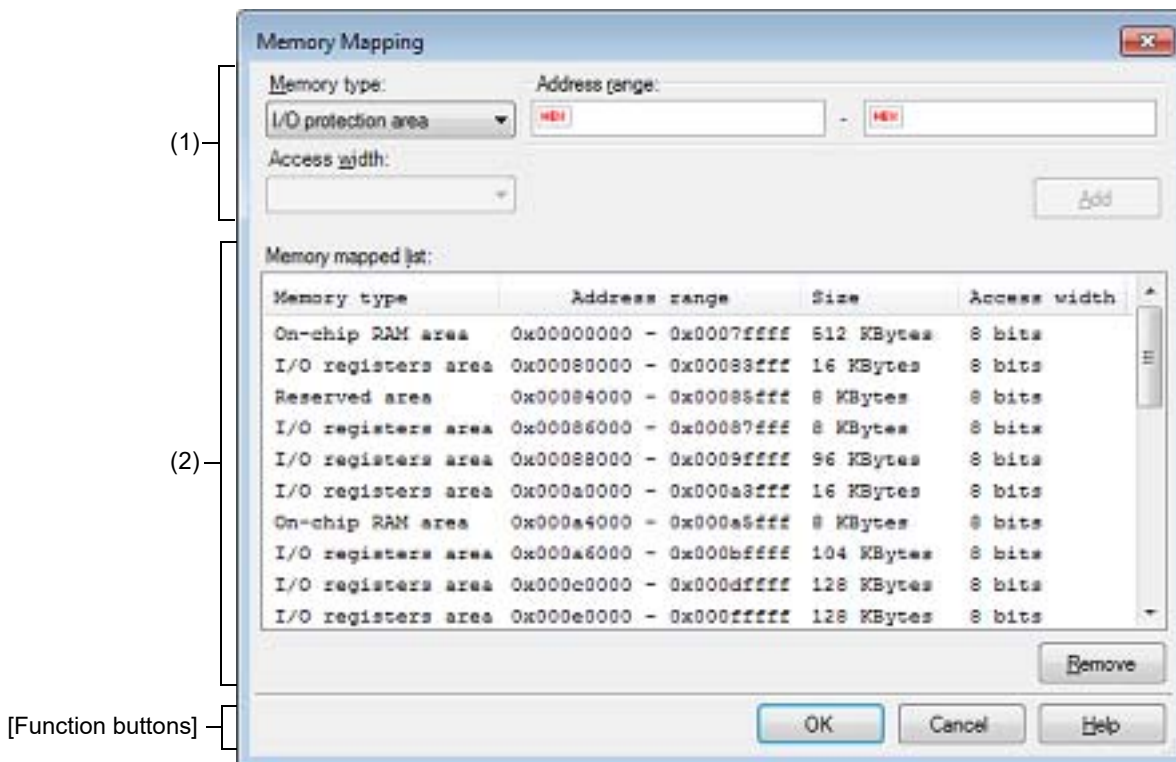 Memory Mapping
Memory type:
Address range:
I/O protection area
HEX
-
HEX
(1)
Access width:
Add
Memory mapped list:
Memory type Address range Size Access width
On-chip RAM area 0x00000000 - 0x0007ffff 512 KBytes 8 bits
I/O registers area 0x00080000 - 0x00083fff 16 KBytes 8 bits
Reserved area 0x00084000 - 0x00085fff 8 KBytes 8 bits
I/O registers area 0x00086000 - 0x00087fff 8 KBytes 8 bits
(2)
I/O registers area 0x00088000 - 0x0009ffff 96 KBytes 8 bits
I/O registers area 0x000a0000 - 0x000a3fff 16 KBytes 8 bits
On-chip RAM area 0x000a4000 - 0x000a5fff 8 KBytes 8 bits
I/O registers area 0x000a6000 - 0x000bffff 104 KBytes 8 bits
I/O registers area 0x000c0000 - 0x000dffff 128 KBytes 8 bits
I/O registers area 0x000e0000 - 0x000fffff 128 KBytes 8 bits
Remove
[Function buttons]
OK
Cancel
Help